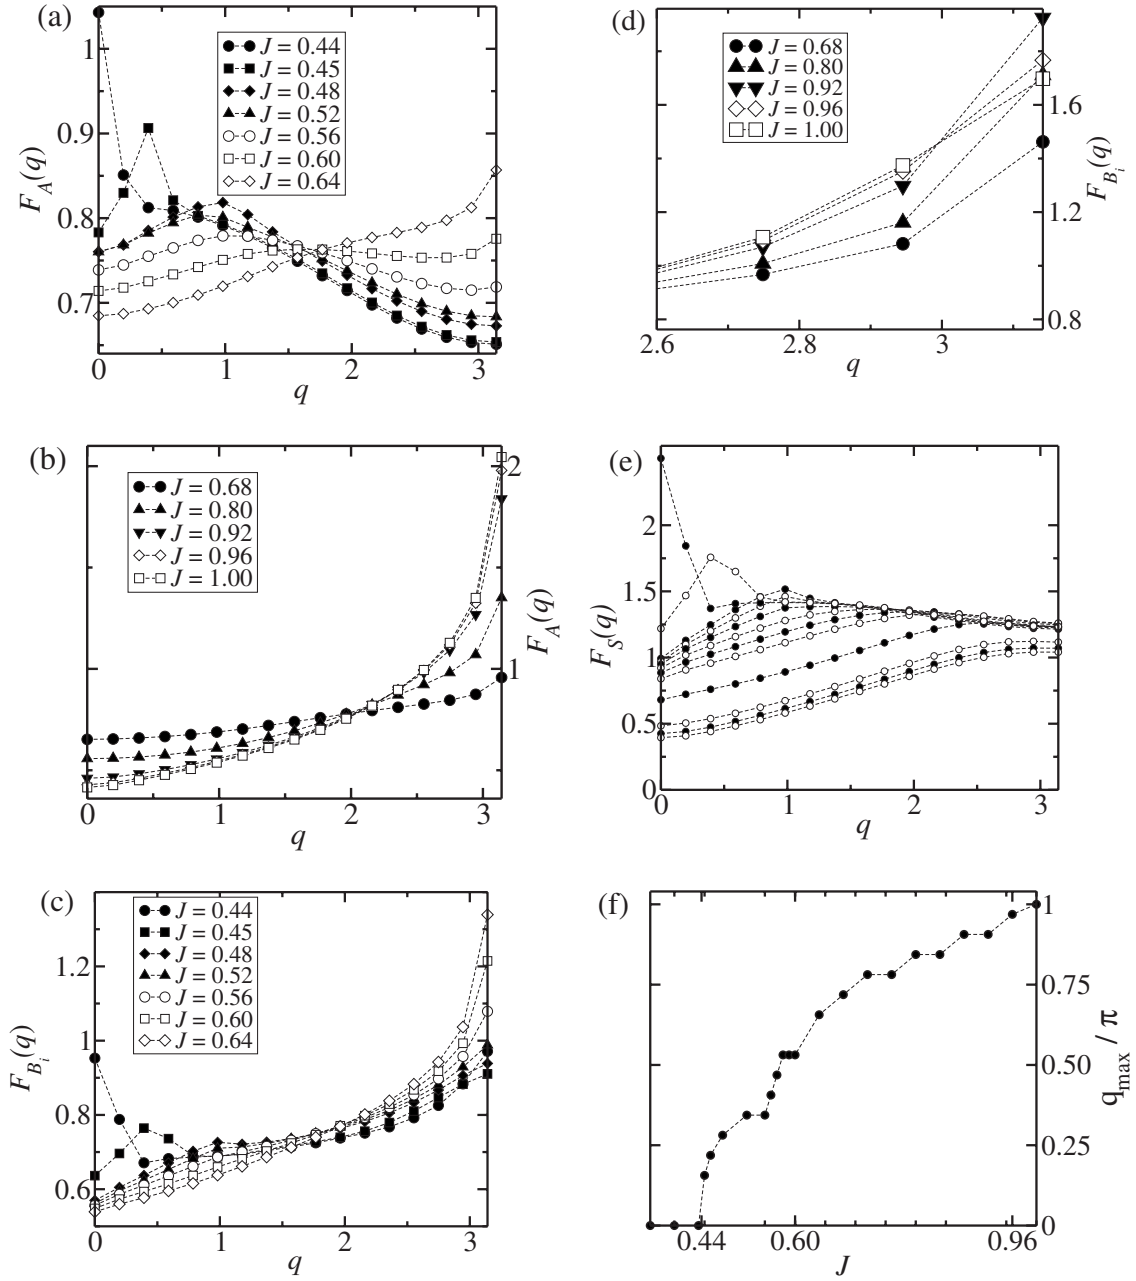 (a)
F_A(q)
1
0.9
0.8
0.7
0
1
2
3
q
J = 0.44
J = 0.45
J = 0.48
J = 0.52
J = 0.56
J = 0.60
J = 0.64
(d)
J = 0.68
J = 0.80
J = 0.92
J = 0.96
J = 1.00
1.6
1.2
0.8
F_{B_i}(q)
2.6
2.8
3
q
(b)
J = 0.68
J = 0.80
J = 0.92
J = 0.96
J = 1.00
2
1
F_A(q)
0
1
2
3
q
(e)
F_S(q)
2
1.5
1
0.5
0
0
1
2
3
q
(c)
F_{B_i}(q)
1.2
1
0.8
0.6
0
1
2
3
q
J = 0.44
J = 0.45
J = 0.48
J = 0.52
J = 0.56
J = 0.60
J = 0.64
(f)
1
0.75
0.50
0.25
0
q_max / π
0.44
0.60
0.96
J